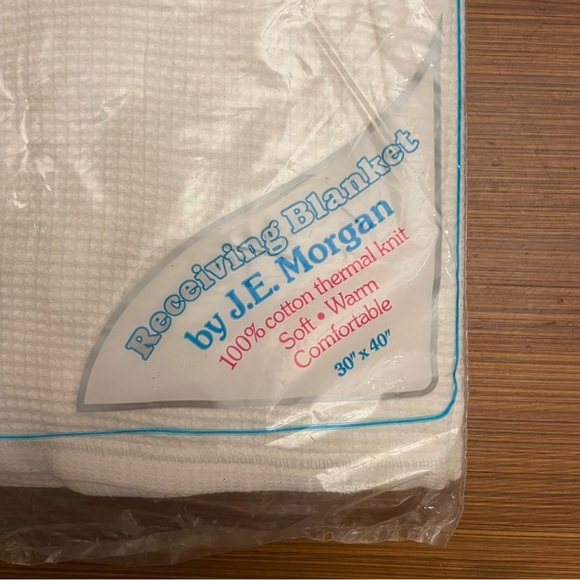 Receiving Blanket
by J.E. Morgan
100% cotton thermal knit
Soft • Warm
Comfortable
30" x 40"